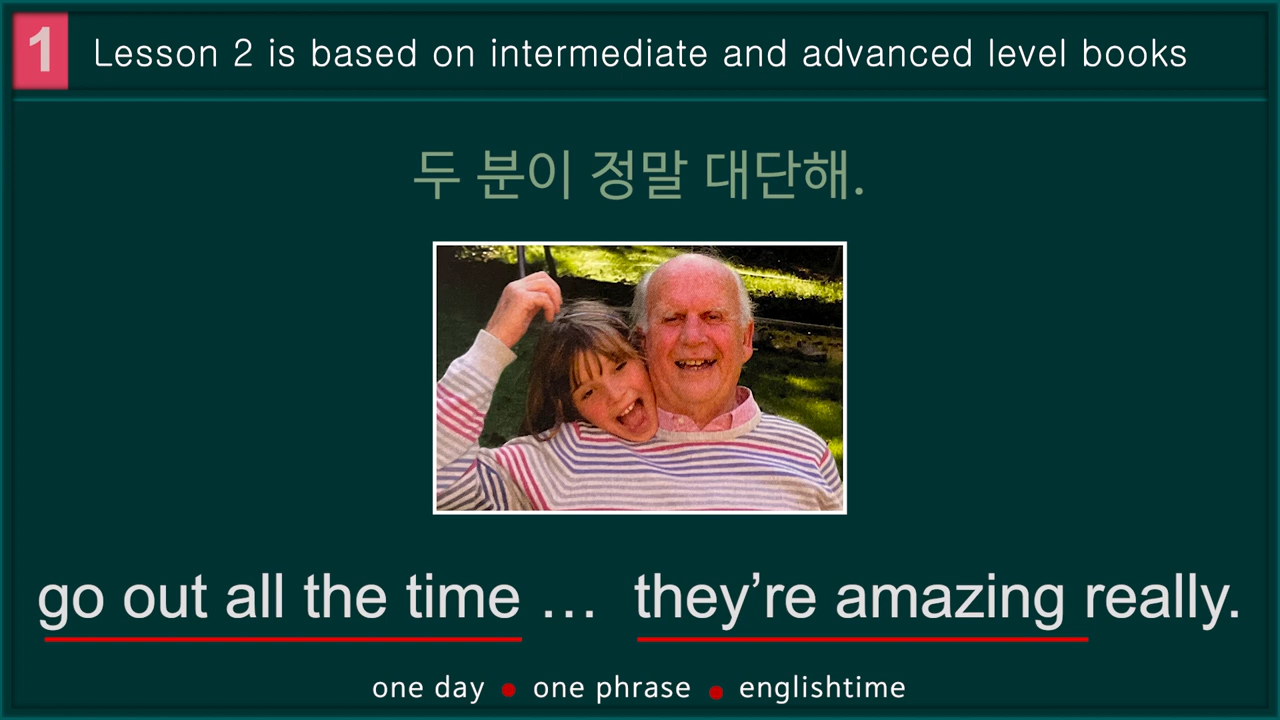 1 Lesson 2 is based on intermediate and advanced level books
두 분이 정말 대단해.
go out all the time ... they’re amazing really.
one day ● one phrase ● englishtime